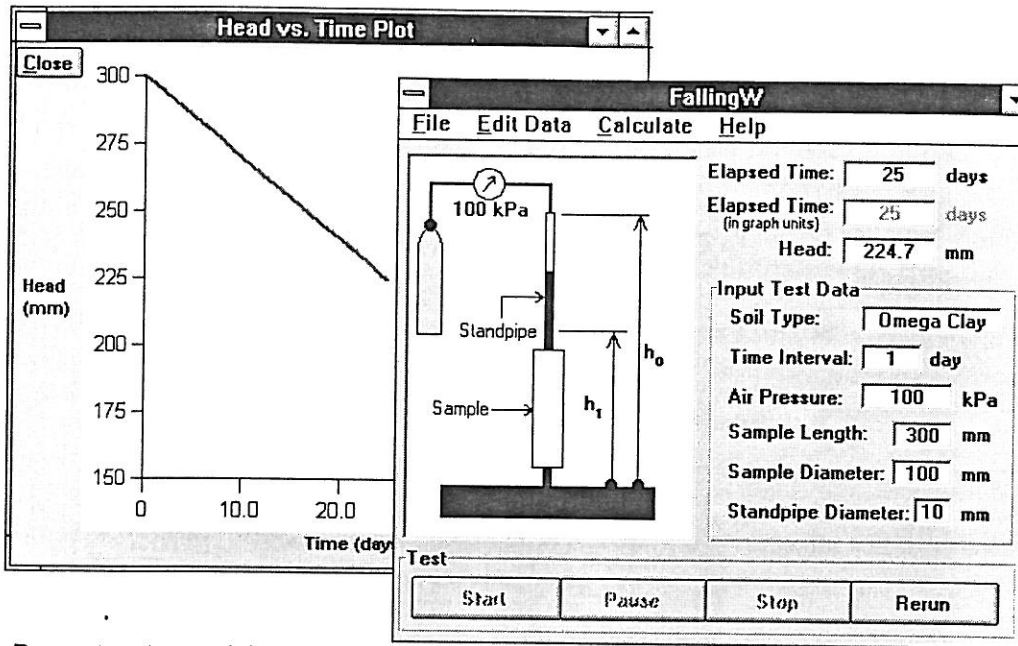 Head vs. Time Plot
Close
300
275
250
225
200
175
150
Head
(mm)
0
10.0
20.0
Time (days
FallingW
File Edit Data Calculate Help
100 kPa
Standpipe
Sample
h₁
h₀
Elapsed Time: 25 days
Elapsed Time: 25 days
(in graph units)
Head: 224.7 mm
Input Test Data
Soil Type: Omega Clay
Time Interval: 1 day
Air Pressure: 100 kPa
Sample Length: 300 mm
Sample Diameter: 100 mm
Standpipe Diameter: 10 mm
Test
Start Pause Stop Rerun